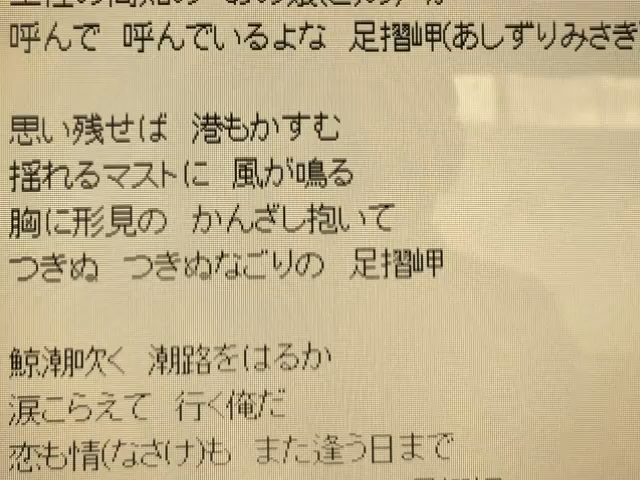 呼んで 呼んでいるよな 足摺岬(あしずりみさき
思い残せば 港もかすむ
揺れるマストに 風が鳴る
胸に形見の かんざし抱いて
つきぬ つきぬなごりの 足摺岬
鯨潮吹く 潮路をはるか
涙こらえて 行く俺だ
恋も情(なさけ)も また逢う日まで